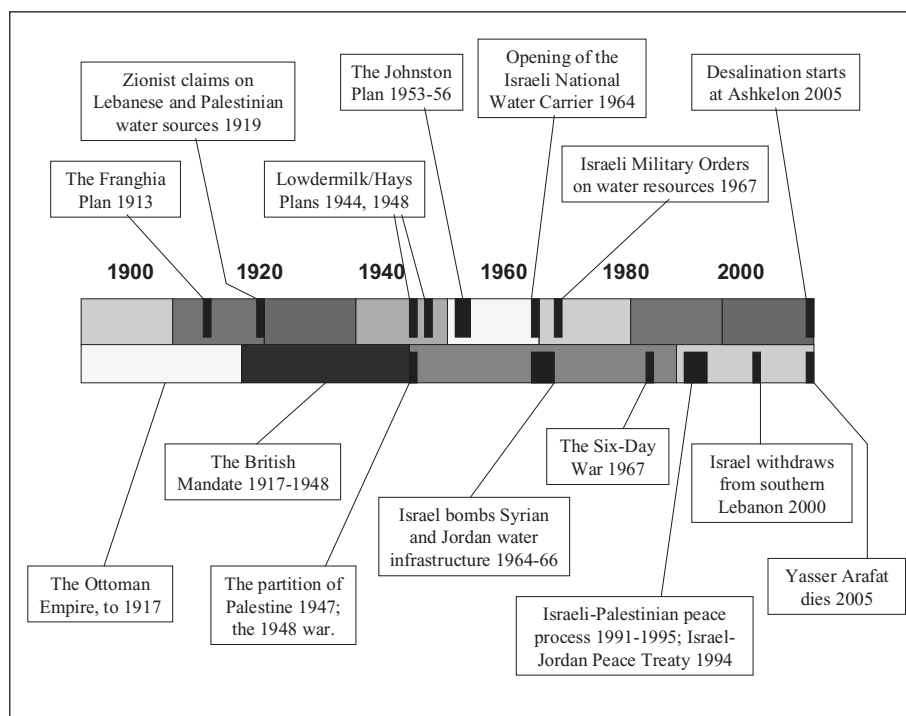 Zionist claims on
Lebanese and Palestinian
water sources 1919
The Johnston
Plan 1953-56
Opening of the
Israeli National
Water Carrier 1964
Desalination starts
at Ashkelon 2005
The Franghia
Plan 1913
Lowdermilk/Hays
Plans 1944, 1948
Israeli Military Orders
on water resources 1967
1900
1920
1940
1960
1980
2000
The British
Mandate 1917-1948
The Six-Day
War 1967
Israel withdraws
from southern
Lebanon 2000
Israel bombs Syrian
and Jordan water
infrastructure 1964-66
The Ottoman
Empire, to 1917
The partition of
Palestine 1947;
the 1948 war.
Israeli-Palestinian peace
process 1991-1995; Israel-
Jordan Peace Treaty 1994
Yasser Arafat
dies 2005